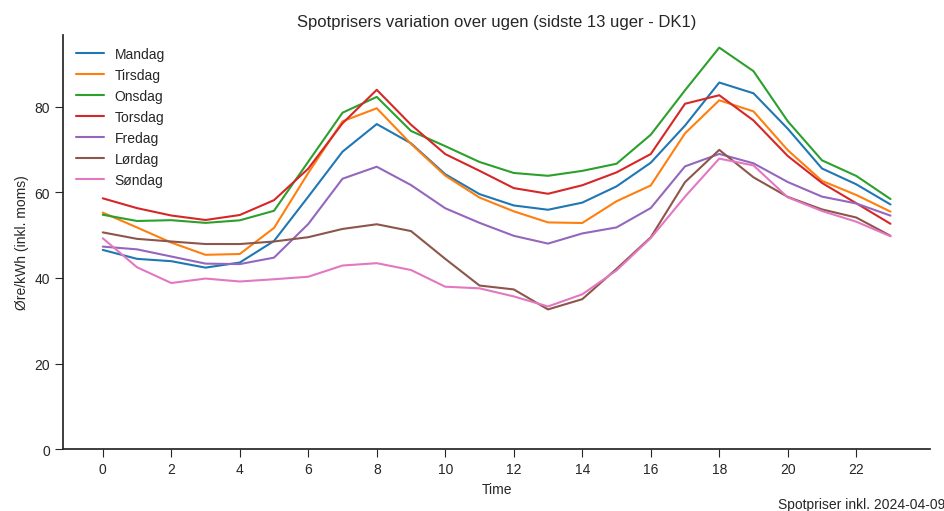 Spotprisers variation over ugen (sidste 13 uger - DK1)
Mandag
Tirsdag
Onsdag
Torsdag
Fredag
Lørdag
Søndag
Øre/kWh (inkl. moms)
80
60
40
20
0
0 2 4 6 8 10 12 14 16 18 20 22
Time
Spotpriser inkl. 2024-04-09